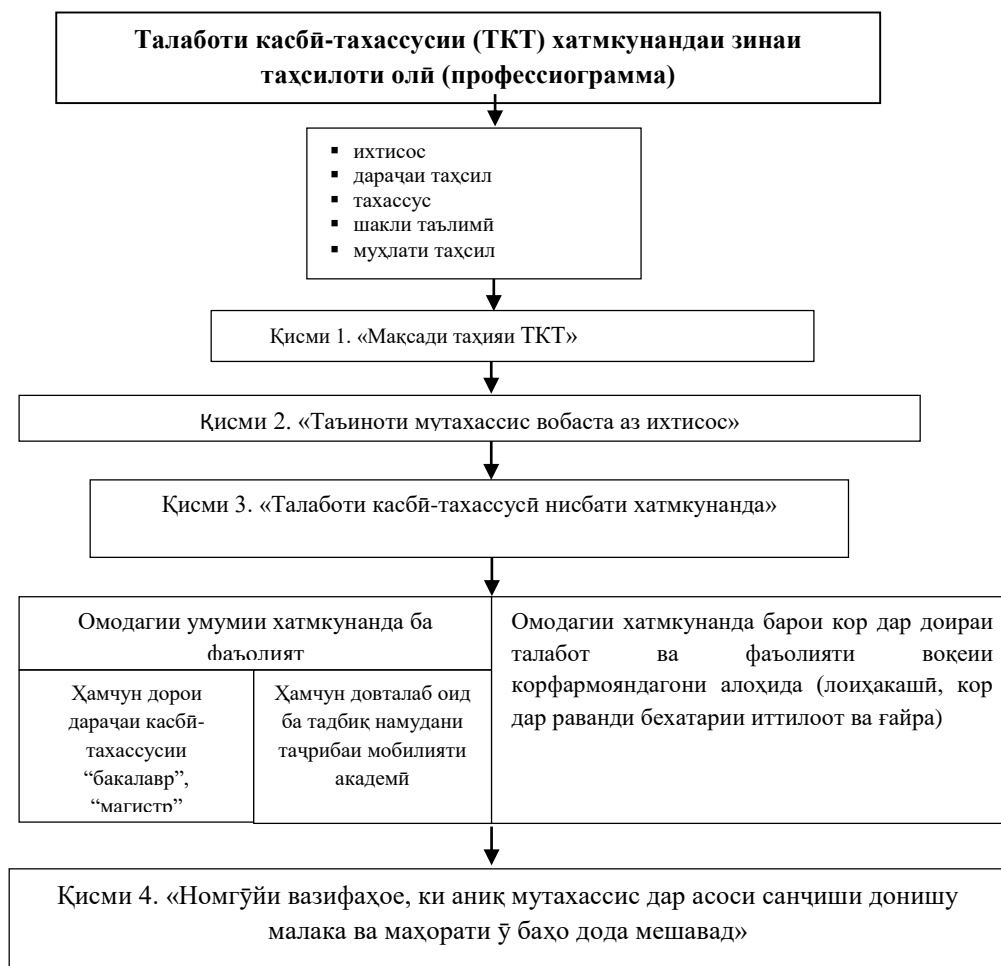 Талаботи касбӣ-тахассусии (ТКТ) хатмкунандаи зинаи
таҳсилоти олӣ (профессиограмма)
▪ ихтисос
▪ дараҷаи таҳсил
▪ тахассус
▪ шакли таълимӣ
▪ муҳлати таҳсил
Қисми 1. «Мақсади таҳияи ТКТ»
Қисми 2. «Таъиноти мутахассис вобаста аз ихтисос»
Қисми 3. «Талаботи касбӣ-тахассусӣ нисбати хатмкунанда»
Омодагии умумии хатмкунанда ба
фаъолият
Ҳамчун дорои
дараҷаи касбӣ-
тахассусии
“бакалавр”,
“магистр”
Ҳамчун довталаб оид
ба тадбиқ намудани
таҷрибаи мобилияти
академӣ
Омодагии хатмкунанда барои кор дар доираи
талабот ва фаъолияти воқеии
корфармояндагони алоҳида (лоиҳакашӣ, кор
дар раванди бехатарии иттилоот ва ғайра)
Қисми 4. «Номгӯйи вазифаҳое, ки аниқ мутахассис дар асоси санҷиши донишу
малака ва маҳорати ӯ баҳо дода мешавад»